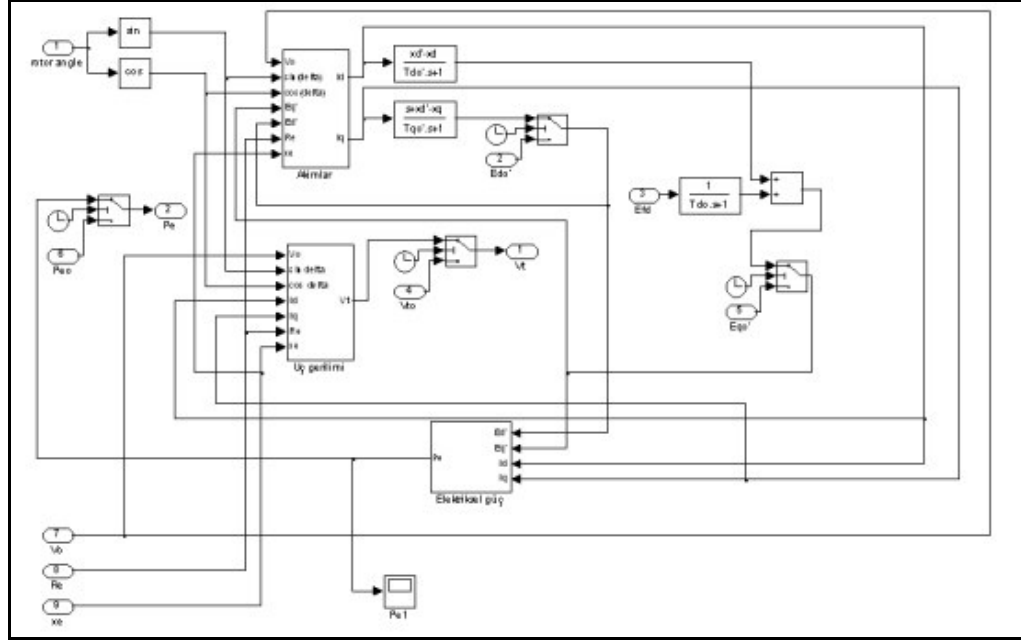 sin
1
rotor angle
cos
Vo
sin (delta)
cos (delta)
Eq'
Ed'
Re
xe
Id
Iq
Akımlar
xd'-xd
Tdo'.s+1
s+xd'-xq
Tqo'.s+1
2
Edo'
3
Efd
1
Tdo.s+1
+
+
2
Pe
6
Peo
Vo
sin delta
cos delta
Id
Iq
Re
xe
Vt
Uç gerilimi
1
Vt
4
Vto
5
Eqo'
Ed'
Eq'
Id
Iq
Pe
Elektriksel güç
7
Vo
8
Re
9
xe
Pe1